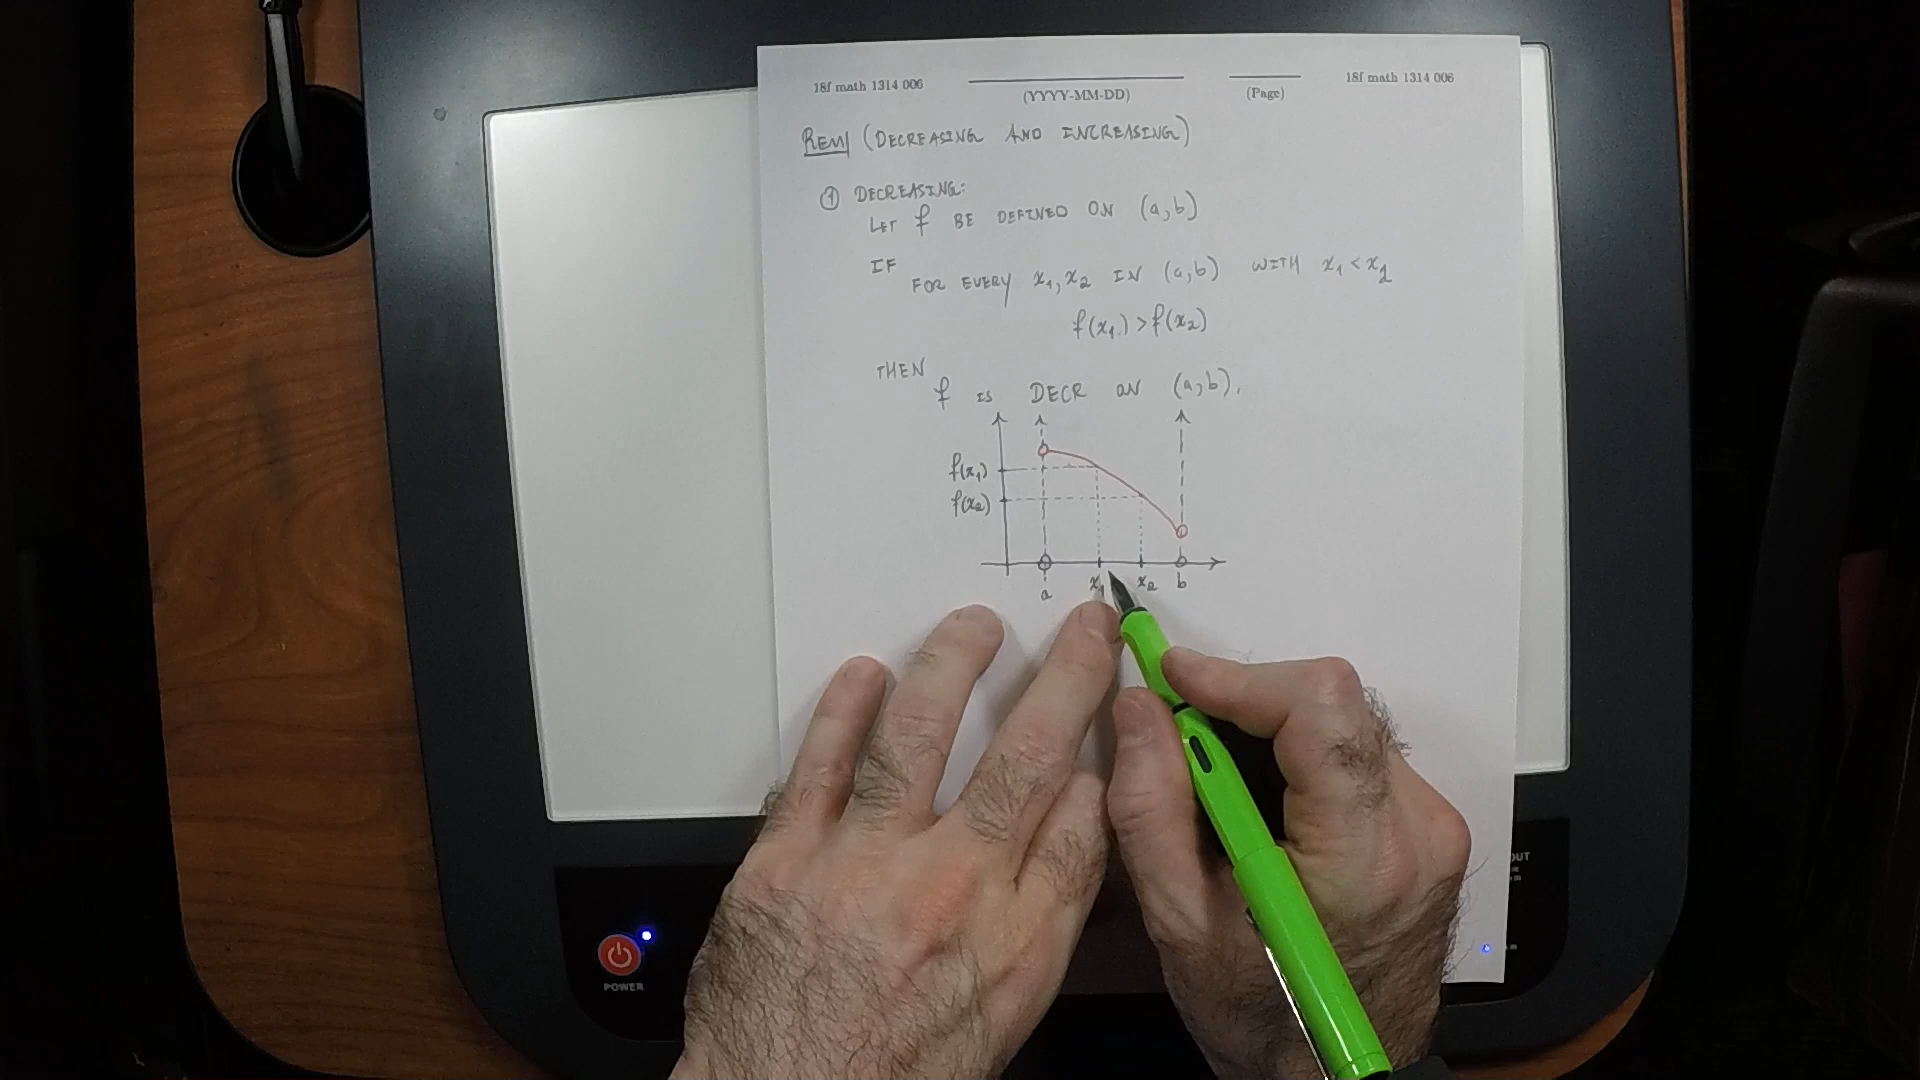 18f math 1314 006 (YYYY-MM-DD) (Page) 18f math 1314 006
REM (DECREASING AND INCREASING)
① DECREASING:
LET f BE DEFINED ON (a,b)
IF
FOR EVERY x₁,x₂ IN (a,b) WITH x₁<x₂
f(x₁)>f(x₂)
THEN
f IS DECR ON (a,b).
f(x₁)
f(x₂)
a x₁ x₂ b
POWER